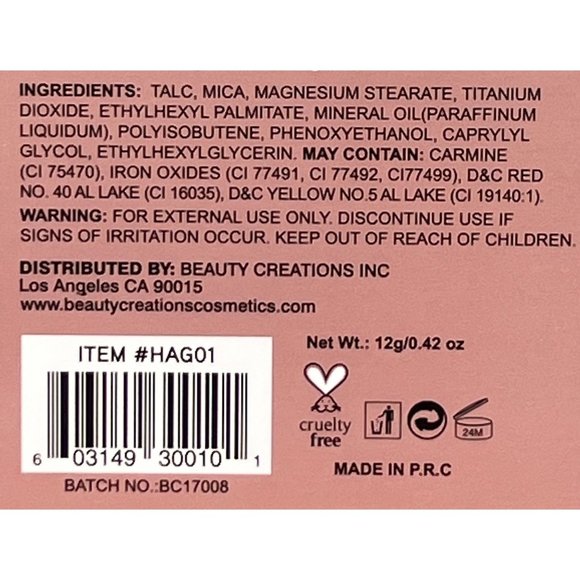 INGREDIENTS: TALC, MICA, MAGNESIUM STEARATE, TITANIUM
DIOXIDE, ETHYLHEXYL PALMITATE, MINERAL OIL(PARAFFINUM
LIQUIDUM), POLYISOBUTENE, PHENOXYETHANOL, CAPRYLYL
GLYCOL, ETHYLHEXYLGLYCERIN. MAY CONTAIN: CARMINE
(CI 75470), IRON OXIDES (CI 77491, CI 77492, CI77499), D&C RED
NO. 40 AL LAKE (CI 16035), D&C YELLOW NO.5 AL LAKE (CI 19140:1).
WARNING: FOR EXTERNAL USE ONLY. DISCONTINUE USE IF
SIGNS OF IRRITATION OCCUR. KEEP OUT OF REACH OF CHILDREN.
DISTRIBUTED BY: BEAUTY CREATIONS INC
Los Angeles CA 90015
www.beautycreationscosmetics.com
ITEM #HAG01
6 03149 30010 1
BATCH NO.:BC17008
Net Wt.: 12g/0.42 oz
cruelty
free
24M
MADE IN P.R.C